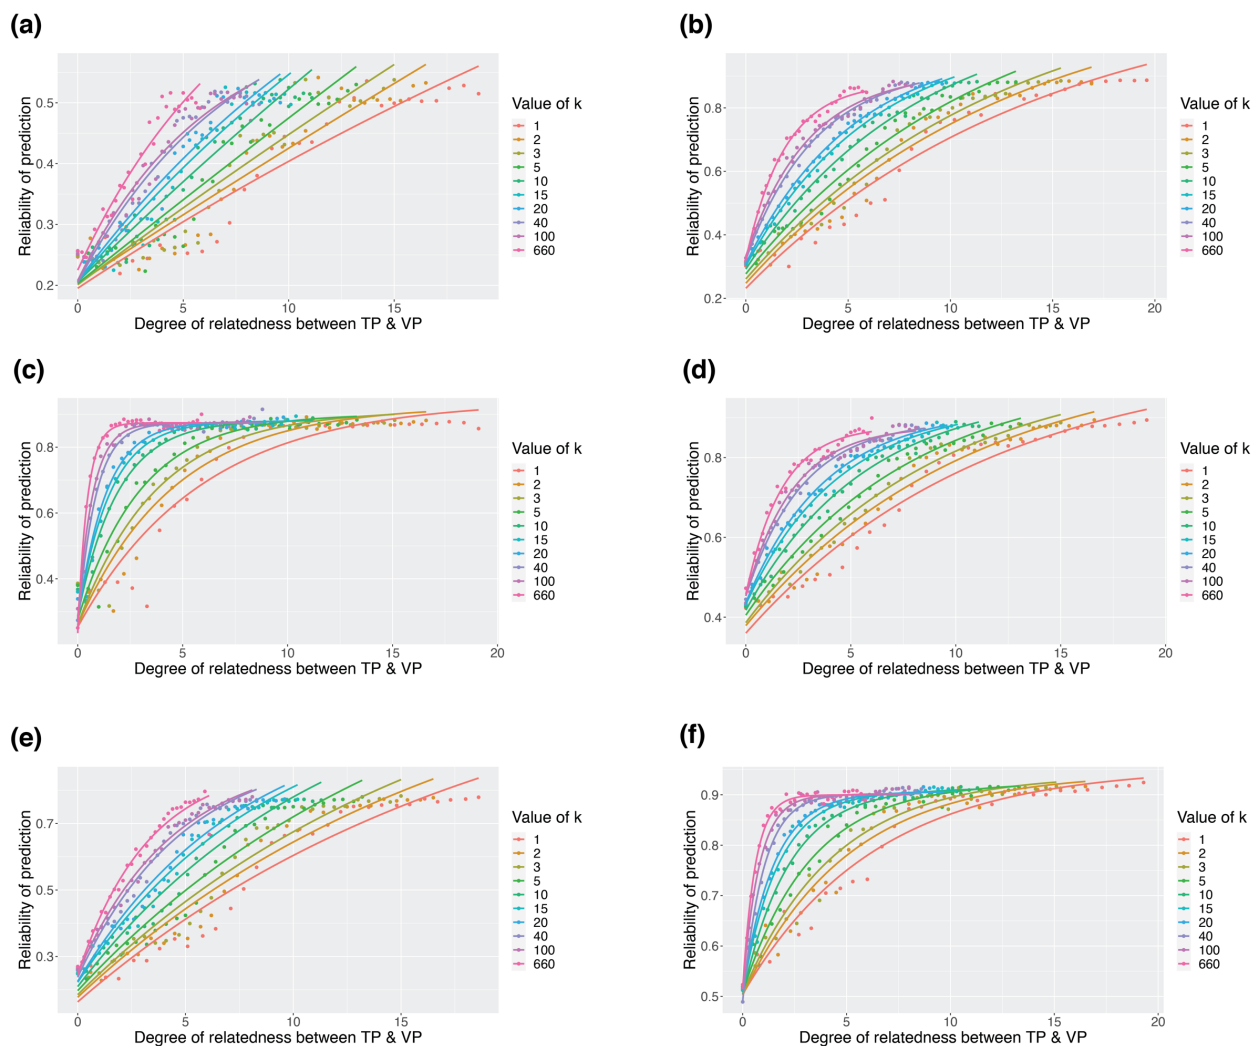 (a)
0.5
0.4
0.3
0.2
Reliability of prediction
0 5 10 15
Degree of relatedness between TP & VP
Value of k
1
2
3
5
10
15
20
40
100
660
(b)
0.8
0.6
0.4
0.2
Reliability of prediction
0 5 10 15 20
Degree of relatedness between TP & VP
Value of k
1
2
3
5
10
15
20
40
100
660
(c)
0.8
0.6
0.4
Reliability of prediction
0 5 10 15 20
Degree of relatedness between TP & VP
Value of k
1
2
3
5
10
15
20
40
100
660
(d)
0.8
0.6
0.4
Reliability of prediction
0 5 10 15 20
Degree of relatedness between TP & VP
Value of k
1
2
3
5
10
15
20
40
100
660
(e)
0.7
0.5
0.3
Reliability of prediction
0 5 10 15
Degree of relatedness between TP & VP
Value of k
1
2
3
5
10
15
20
40
100
660
(f)
0.9
0.8
0.7
0.6
0.5
Reliability of prediction
0 5 10 15 20
Degree of relatedness between TP & VP
Value of k
1
2
3
5
10
15
20
40
100
660